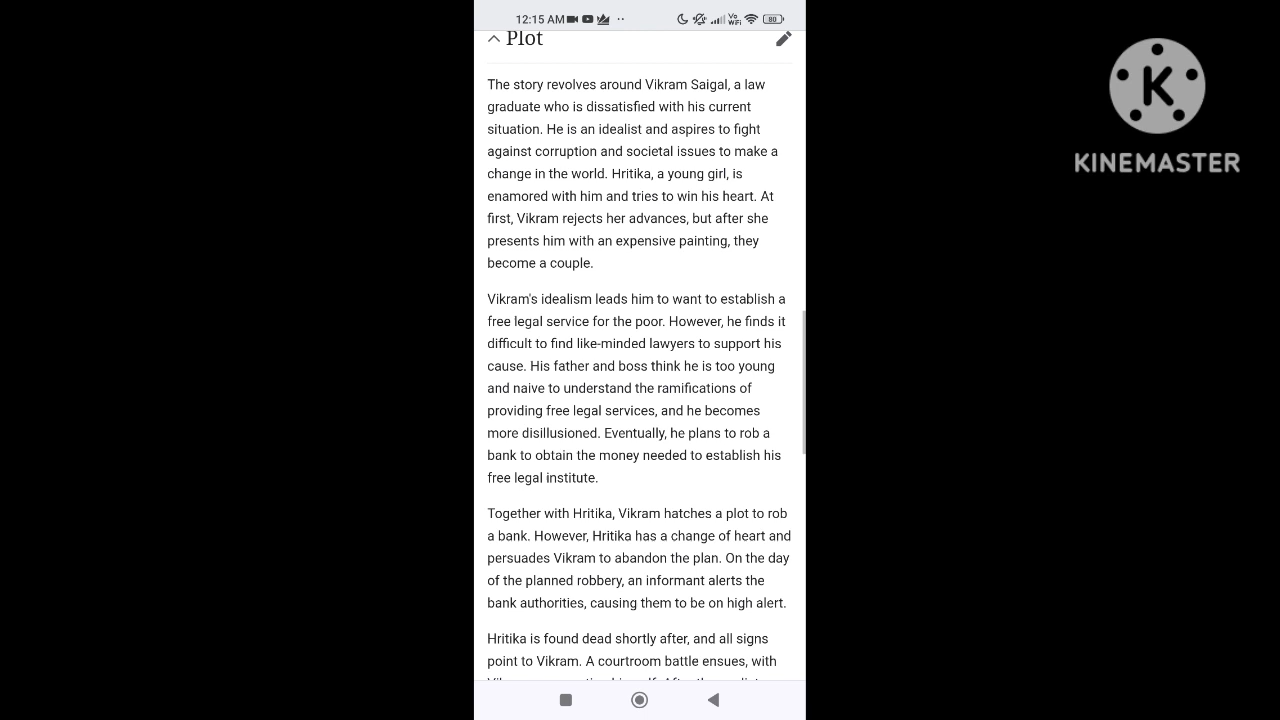 12:15 AM
Vo
WiFi
80
Plot
K
KINEMASTER
The story revolves around Vikram Saigal, a law
graduate who is dissatisfied with his current
situation. He is an idealist and aspires to fight
against corruption and societal issues to make a
change in the world. Hritika, a young girl, is
enamored with him and tries to win his heart. At
first, Vikram rejects her advances, but after she
presents him with an expensive painting, they
become a couple.
Vikram's idealism leads him to want to establish a
free legal service for the poor. However, he finds it
difficult to find like-minded lawyers to support his
cause. His father and boss think he is too young
and naive to understand the ramifications of
providing free legal services, and he becomes
more disillusioned. Eventually, he plans to rob a
bank to obtain the money needed to establish his
free legal institute.
Together with Hritika, Vikram hatches a plot to rob
a bank. However, Hritika has a change of heart and
persuades Vikram to abandon the plan. On the day
of the planned robbery, an informant alerts the
bank authorities, causing them to be on high alert.
Hritika is found dead shortly after, and all signs
point to Vikram. A courtroom battle ensues, with